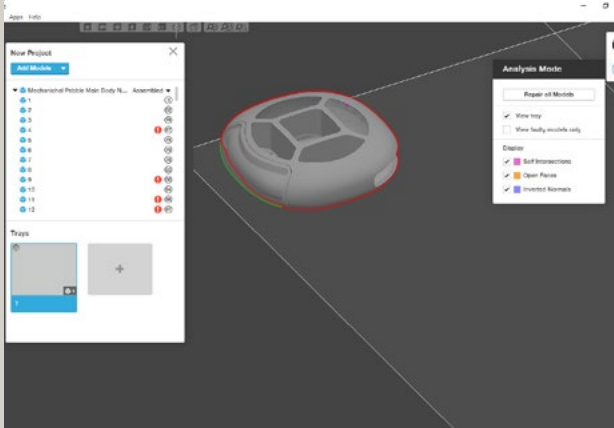 Apps Help
New Project
Add Models
Mechanichal Pebble Main Body N... Assembled
1
2
3
4
5
6
7
8
9
10
11
12
Trays
1
Analysis Mode
Repair all Models
View tray
View faulty models only
Display
Self Intersections
Open Faces
Inverted Normals